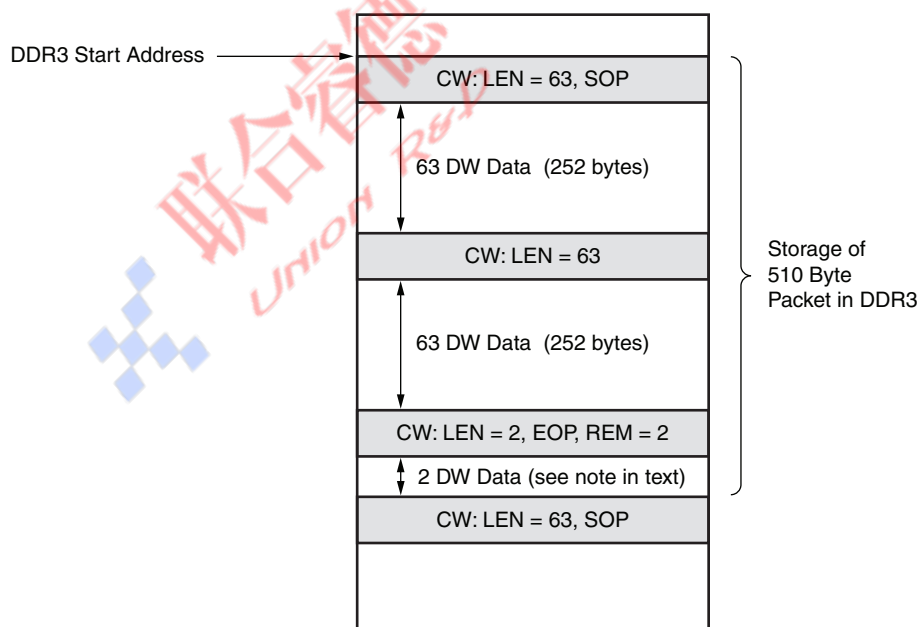 DDR3 Start Address
CW: LEN = 63, SOP
63 DW Data (252 bytes)
CW: LEN = 63
63 DW Data (252 bytes)
CW: LEN = 2, EOP, REM = 2
2 DW Data (see note in text)
CW: LEN = 63, SOP
Storage of
510 Byte
Packet in DDR3
联合睿德
UNION R&D